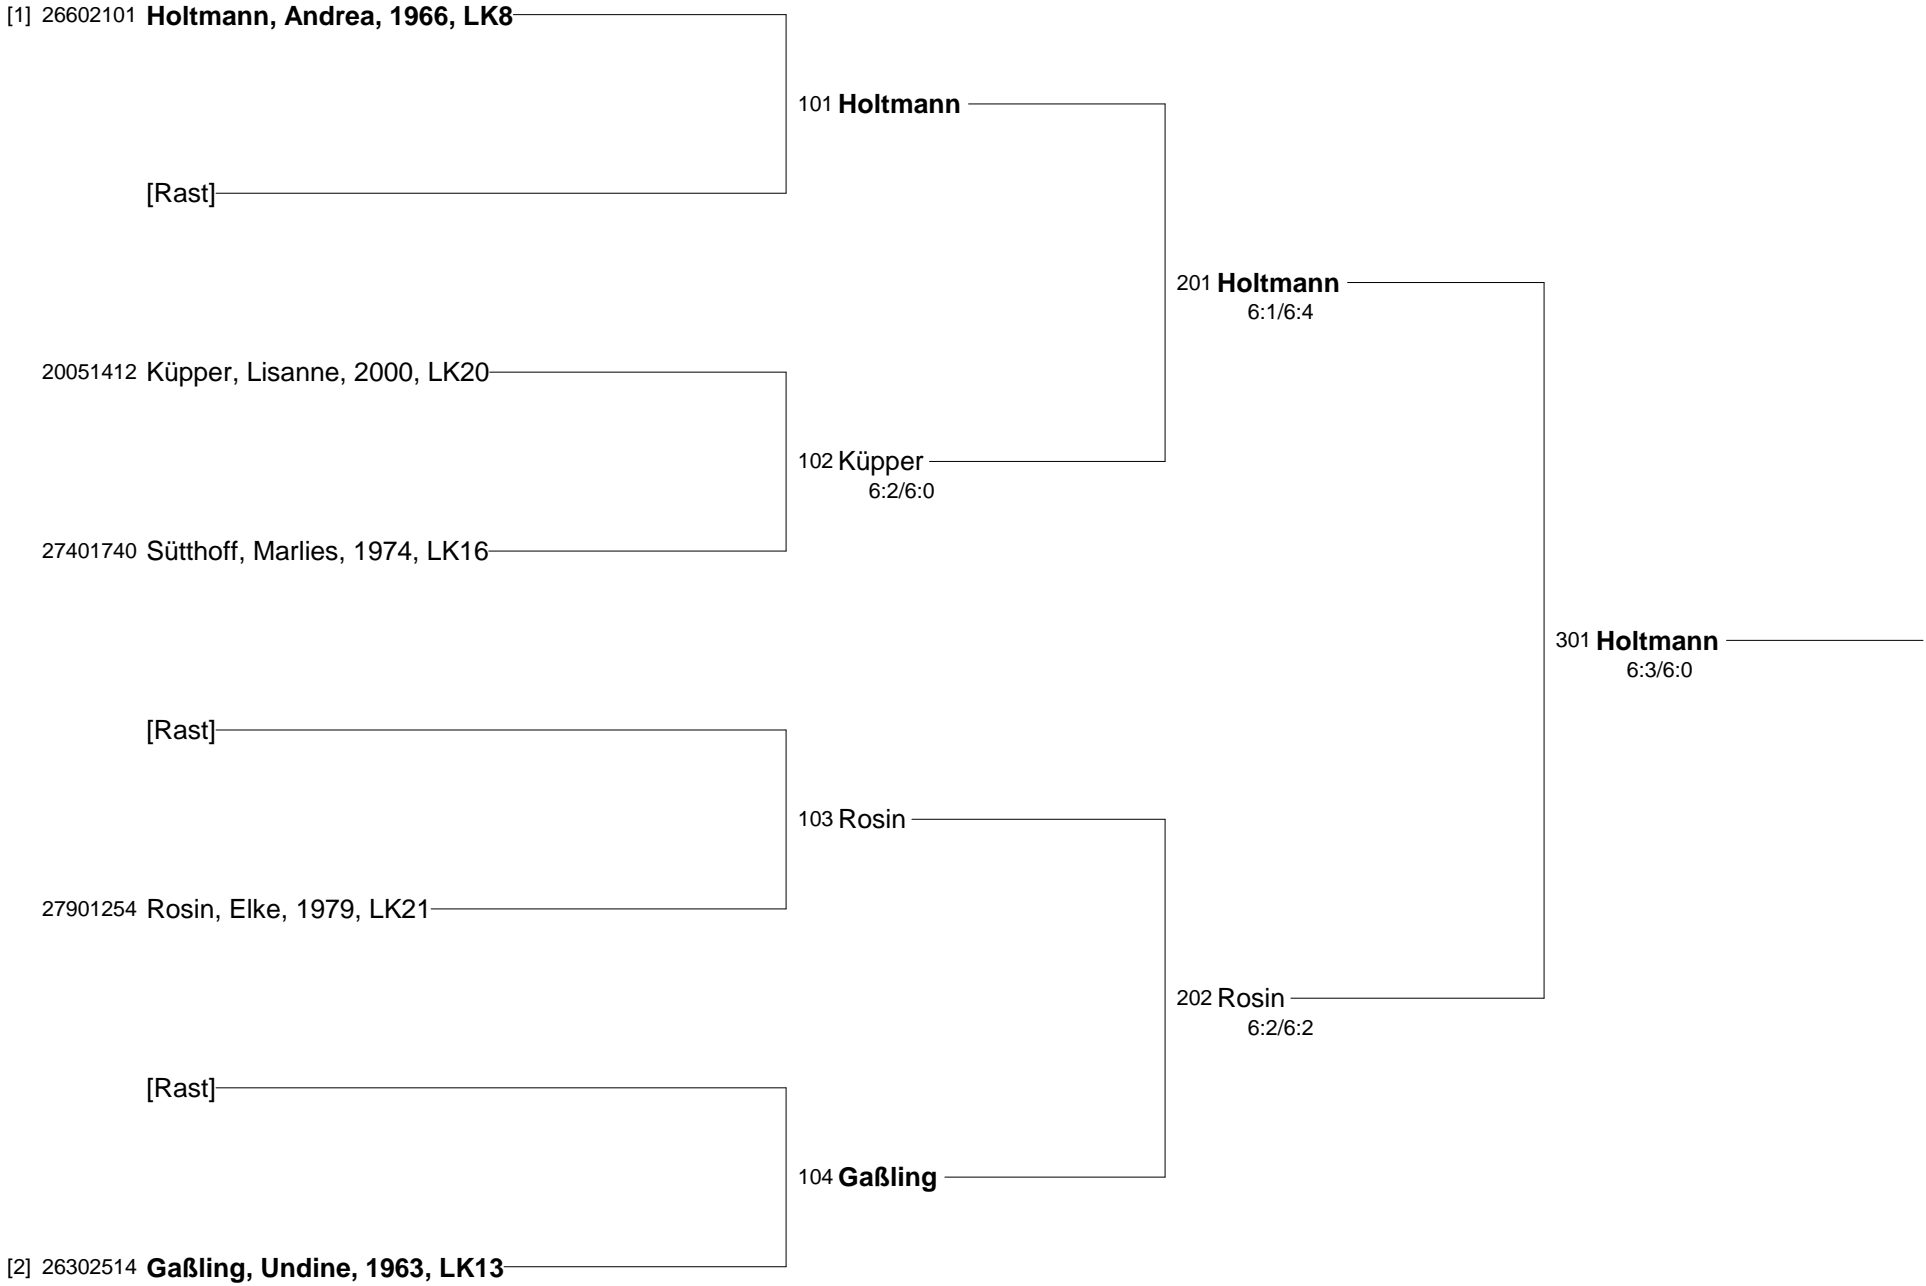 [1] 26602101 Holtmann, Andrea, 1966, LK8
101 Holtmann
[Rast]
201 Holtmann
6:1/6:4
20051412 Küpper, Lisanne, 2000, LK20
102 Küpper
6:2/6:0
27401740 Sütthoff, Marlies, 1974, LK16
301 Holtmann
6:3/6:0
[Rast]
103 Rosin
27901254 Rosin, Elke, 1979, LK21
202 Rosin
6:2/6:2
[Rast]
104 Gaßling
[2] 26302514 Gaßling, Undine, 1963, LK13